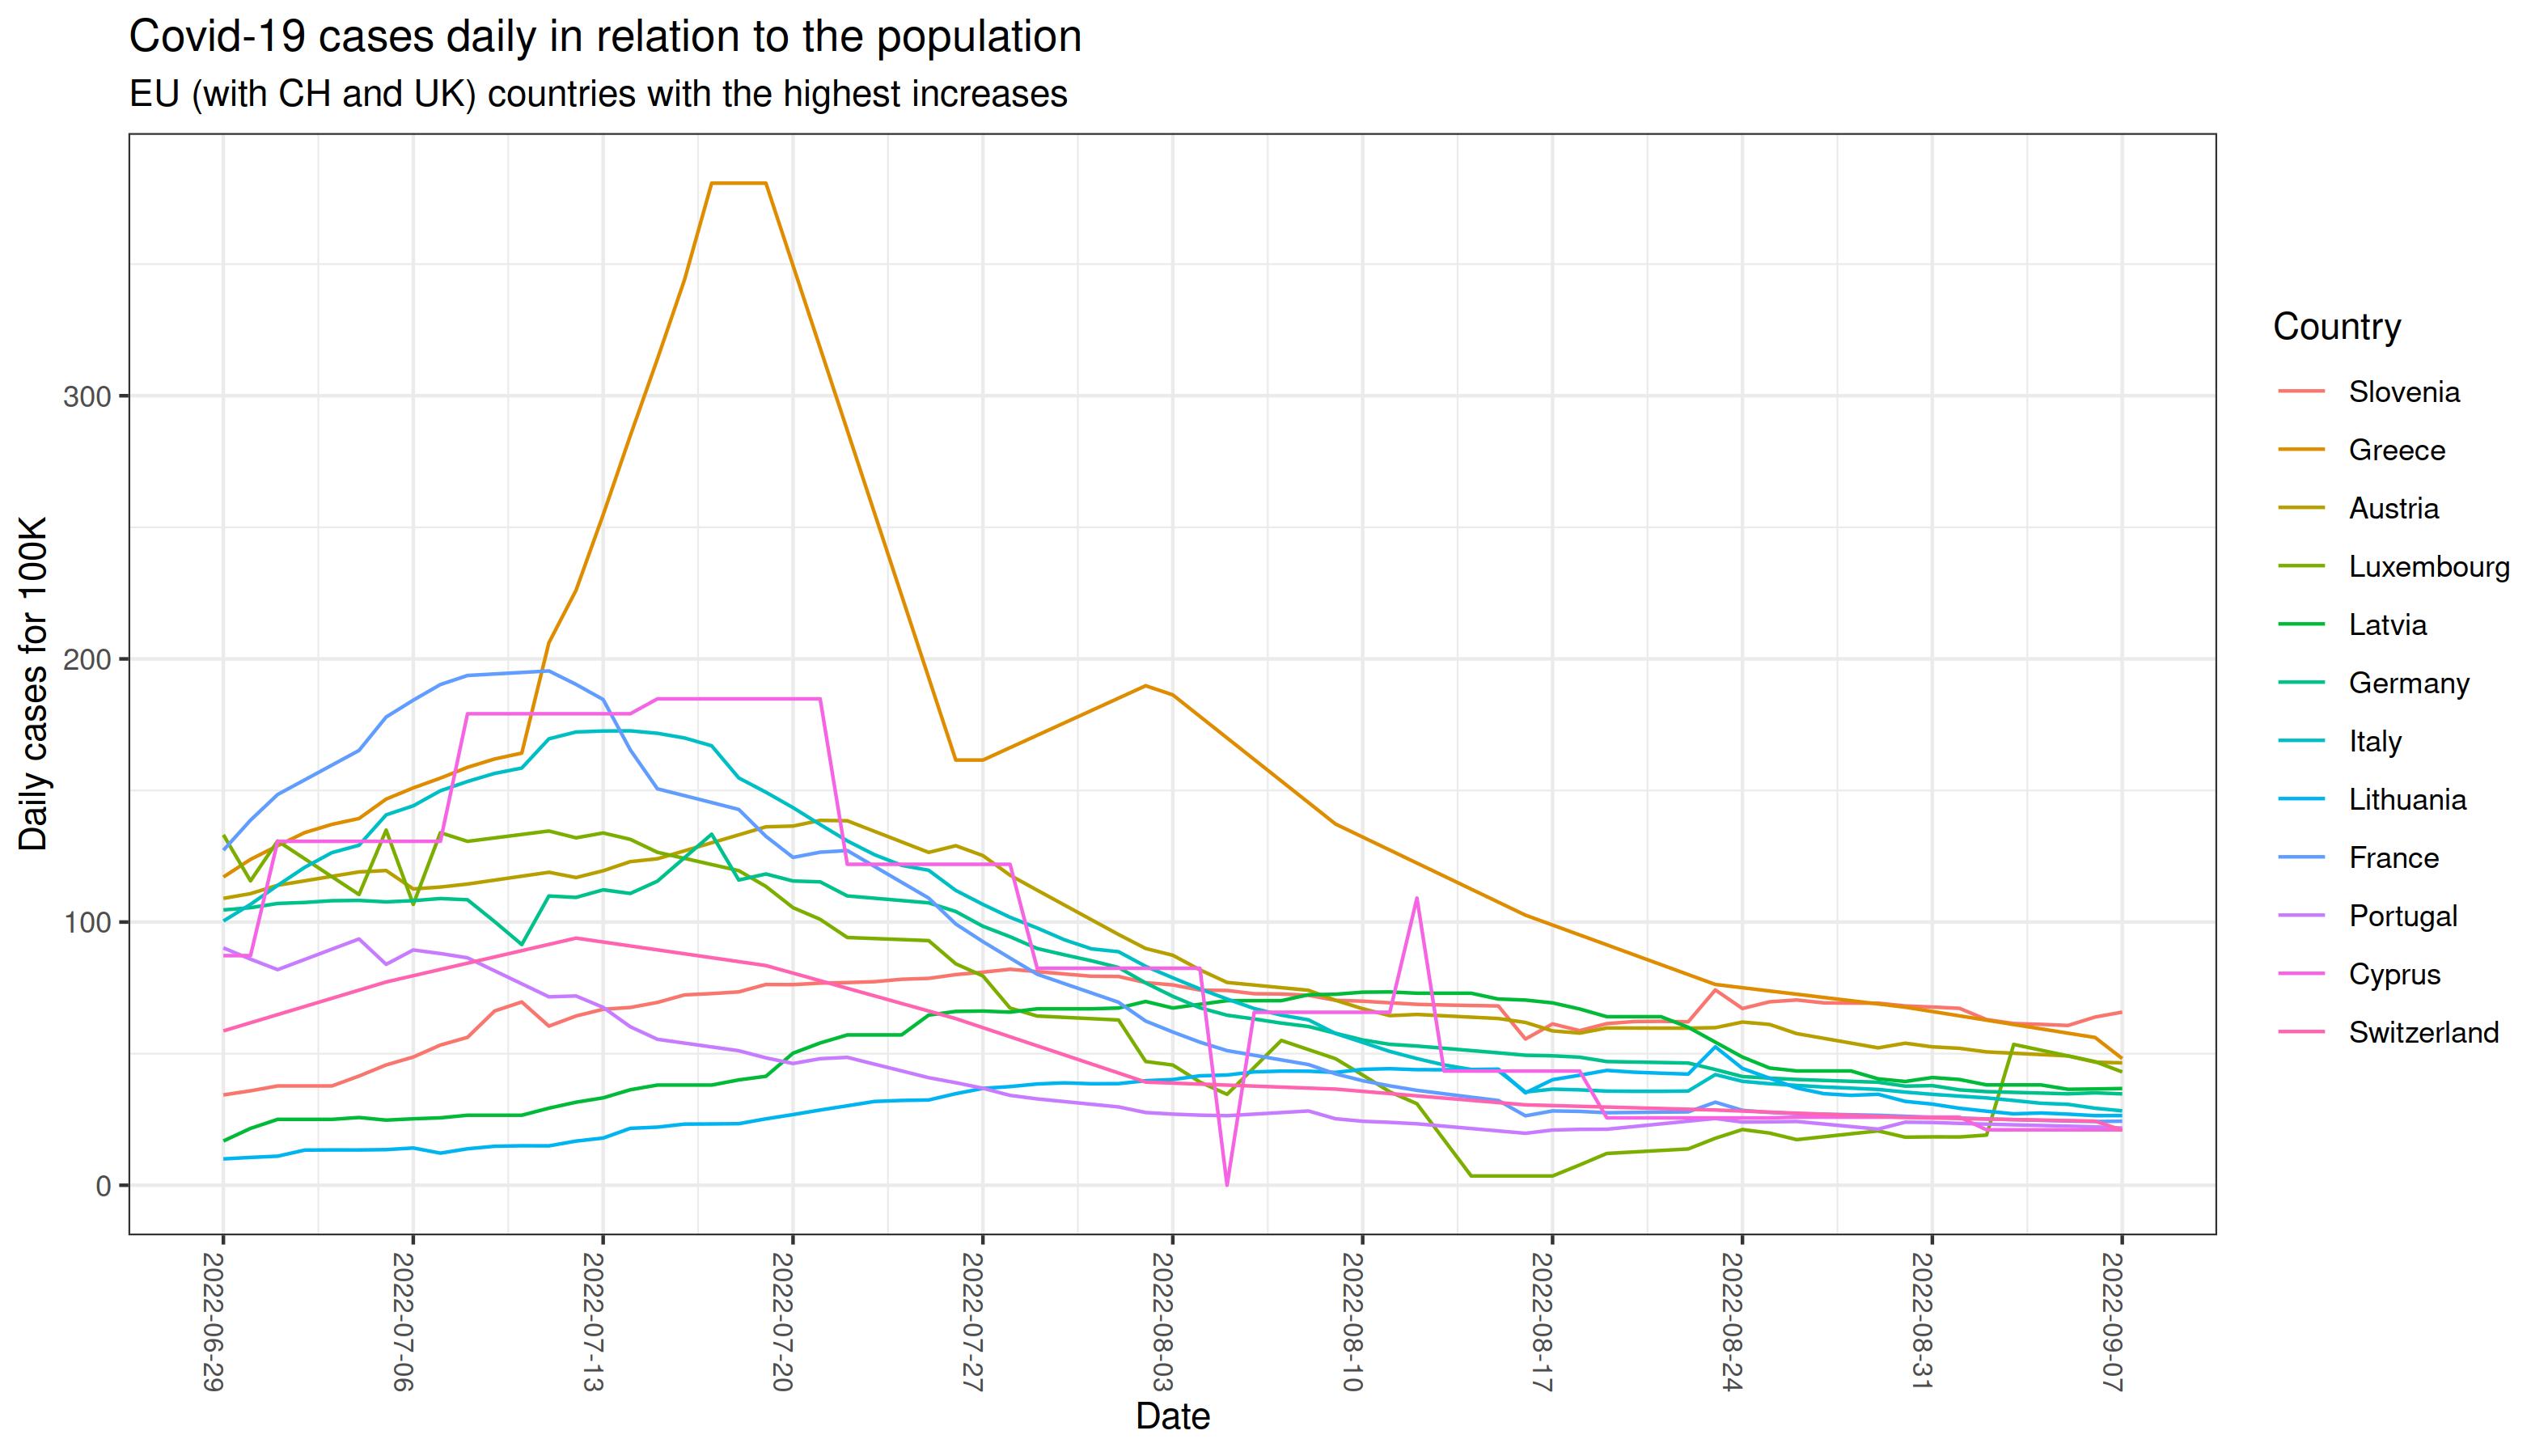 Covid-19 cases daily in relation to the population
EU (with CH and UK) countries with the highest increases
Daily cases for 100K
300
200
100
0
2022-06-29
2022-07-06
2022-07-13
2022-07-20
2022-07-27
2022-08-03
2022-08-10
2022-08-17
2022-08-24
2022-08-31
2022-09-07
Date
Country
Slovenia
Greece
Austria
Luxembourg
Latvia
Germany
Italy
Lithuania
France
Portugal
Cyprus
Switzerland